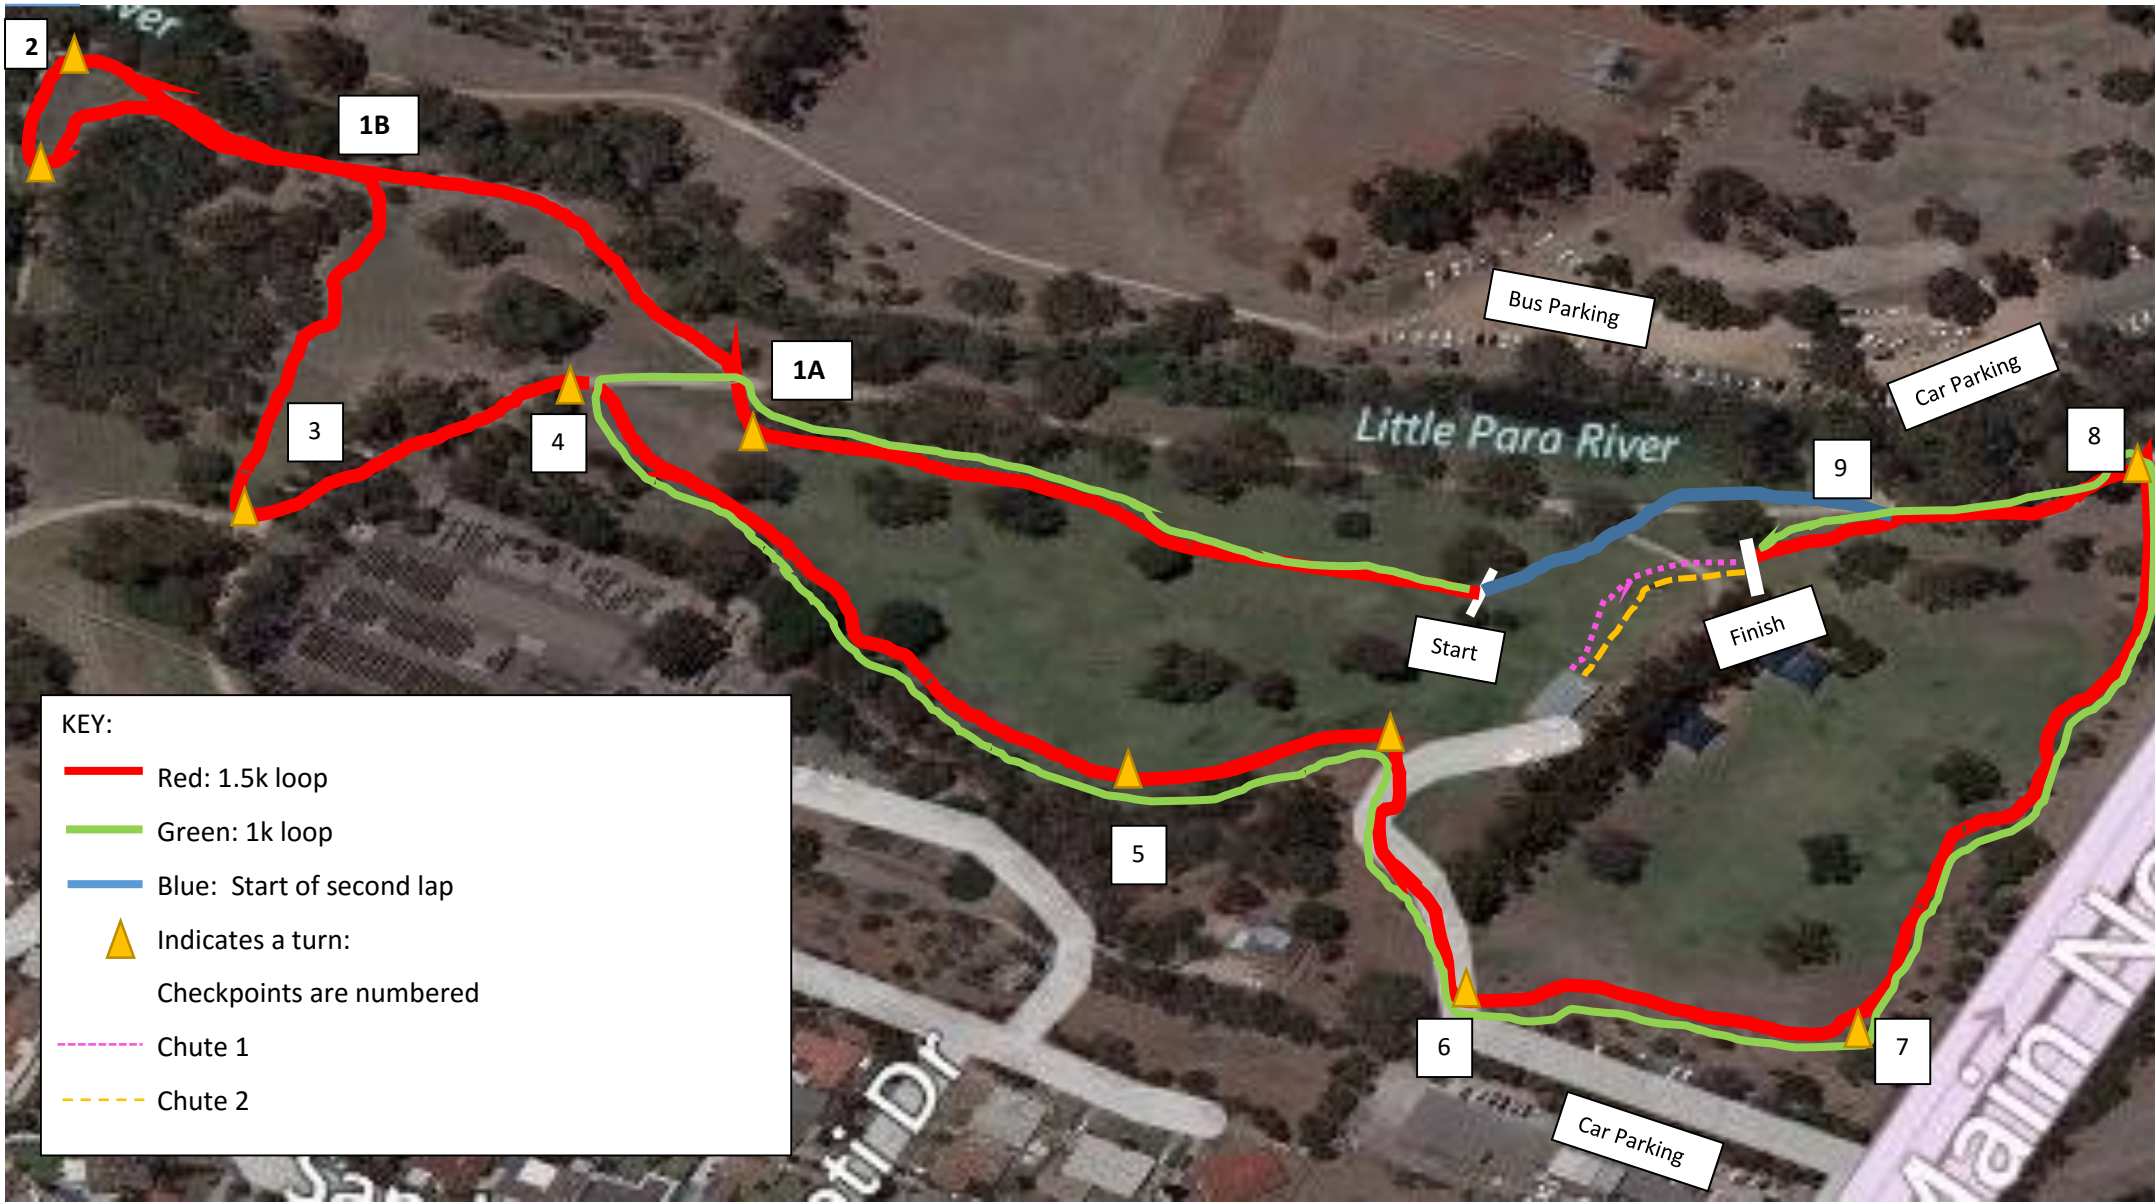 2
1B
1A
Bus Parking
Car Parking
Little Para River
8
9
3
4
Start
Finish
KEY:
Red: 1.5k loop
Green: 1k loop
Blue:  Start of second lap
Indicates a turn:
Checkpoints are numbered
Chute 1
Chute 2
5
6
7
Car Parking